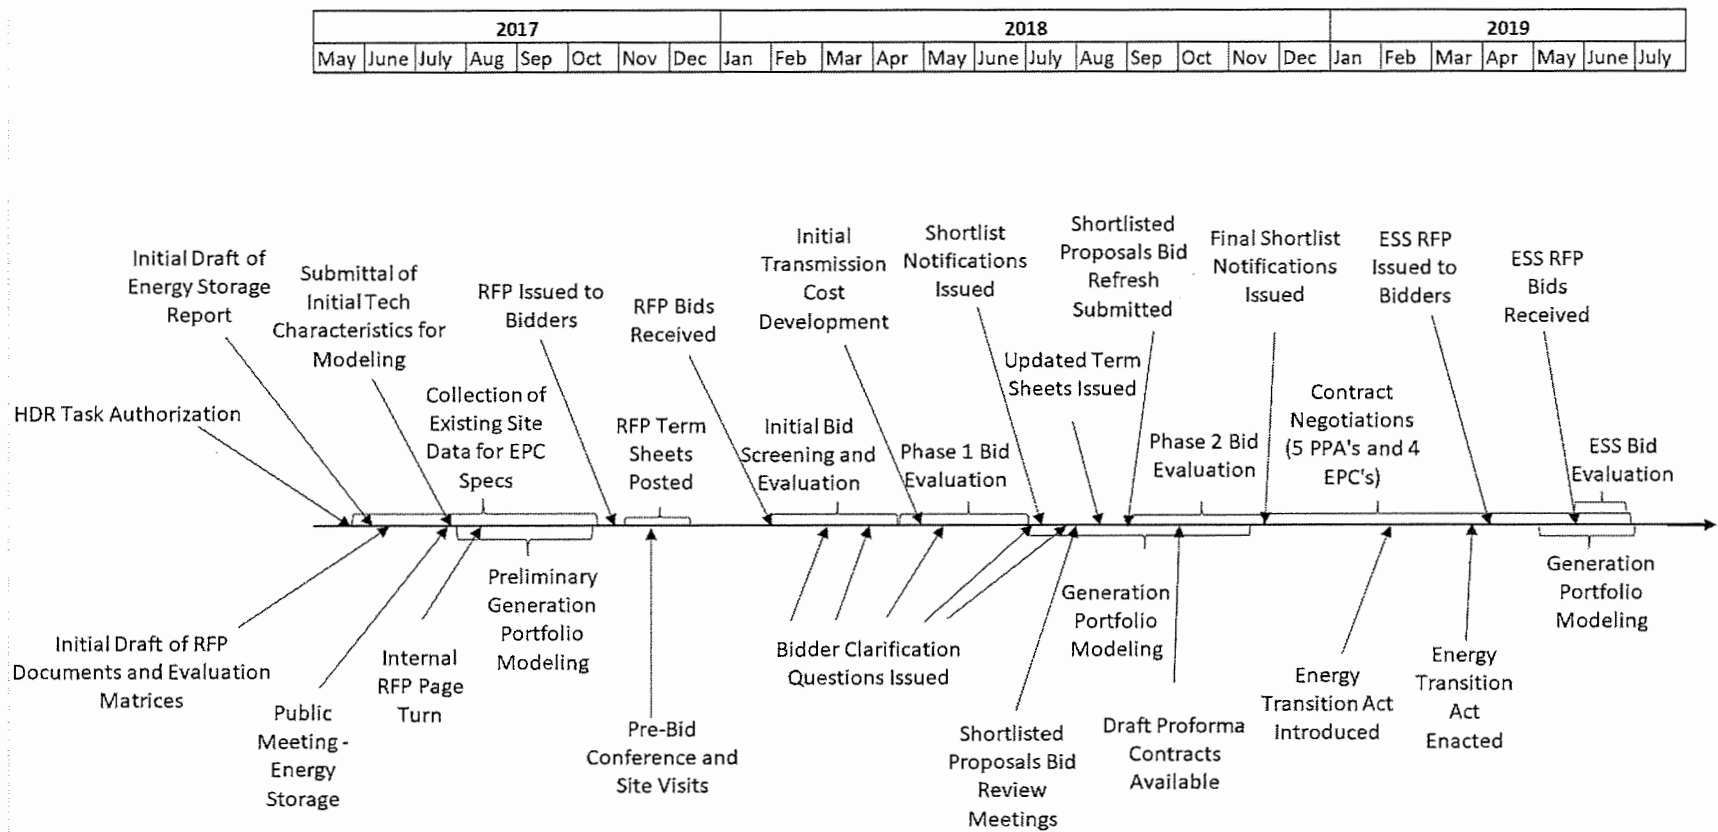 2017
2018
2019
May June July Aug Sep Oct Nov Dec Jan Feb Mar Apr May June July Aug Sep Oct Nov Dec Jan Feb Mar Apr May June July
Initial Draft of
Energy Storage
Report
Submittal of
Initial Tech
Characteristics for
Modeling
RFP Issued to
Bidders
RFP Bids
Received
Initial
Transmission
Cost
Development
Shortlist
Notifications
Issued
Shortlisted
Proposals Bid
Refresh
Submitted
Final Shortlist
Notifications
Issued
ESS RFP
Issued to
Bidders
ESS RFP
Bids
Received
HDR Task Authorization
Collection of
Existing Site
Data for EPC
Specs
RFP Term
Sheets
Posted
Initial Bid
Screening and
Evaluation
Phase 1 Bid
Evaluation
Updated Term
Sheets Issued
Phase 2 Bid
Evaluation
Contract
Negotiations
(5 PPA's and 4
EPC's)
ESS Bid
Evaluation
Initial Draft of RFP
Documents and Evaluation
Matrices
Public
Meeting -
Energy
Storage
Internal
RFP Page
Turn
Preliminary
Generation
Portfolio
Modeling
Pre-Bid
Conference and
Site Visits
Bidder Clarification
Questions Issued
Shortlisted
Proposals Bid
Review
Meetings
Generation
Portfolio
Modeling
Draft Proforma
Contracts
Available
Energy
Transition Act
Introduced
Energy
Transition
Act
Enacted
Generation
Portfolio
Modeling